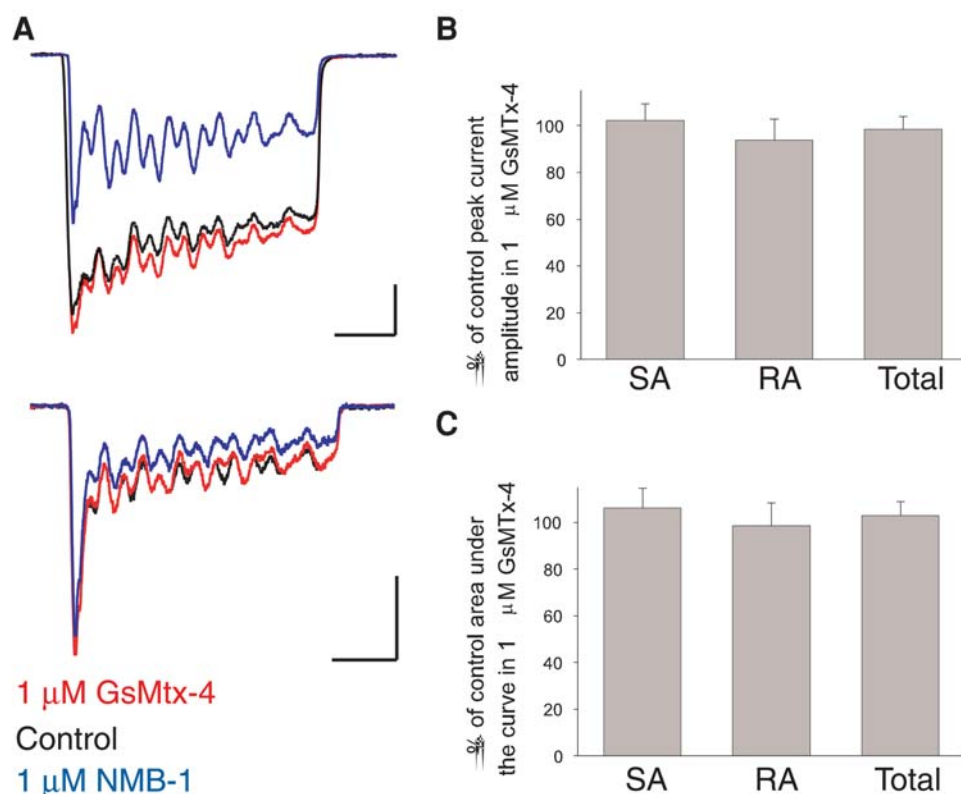 A
1 μM GsMtx-4
Control
1 μM NMB-1
B
% of control peak current
amplitude in 1 μM GsMTx-4
100
80
60
40
20
0
SA RA Total
C
% of control area under
the curve in 1 μM GsMTx-4
100
80
60
40
20
0
SA RA Total